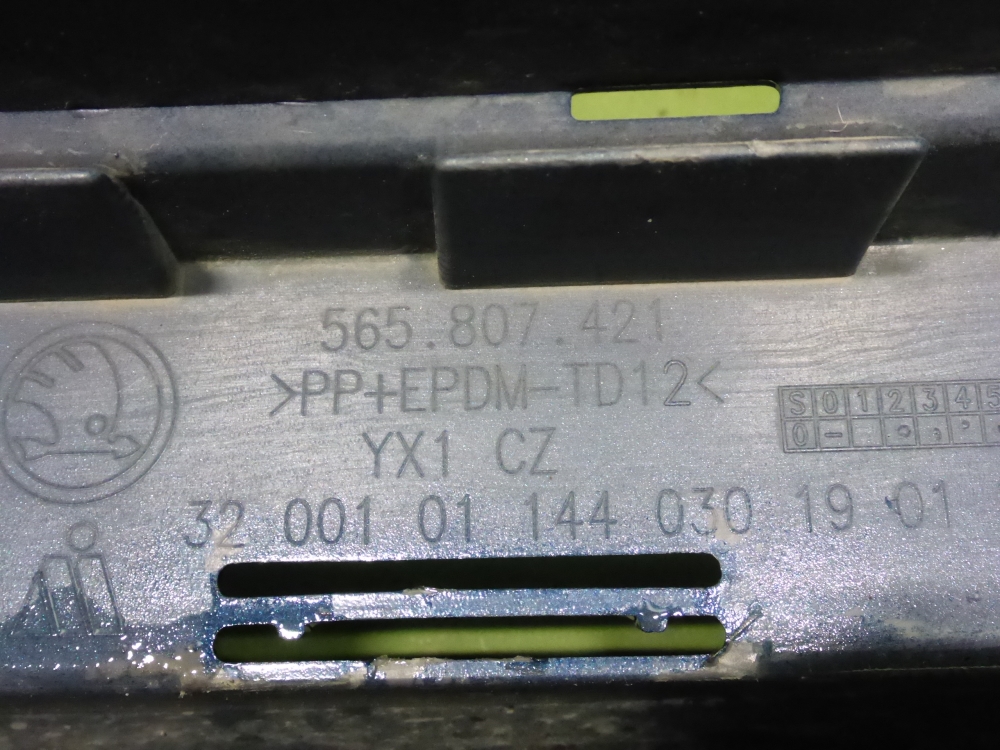 565.807.421
>PP+EPDM-TD12<
YX1 CZ
32 001 01 144 030 19 01
S 0 1 2 3 4 5
0 -